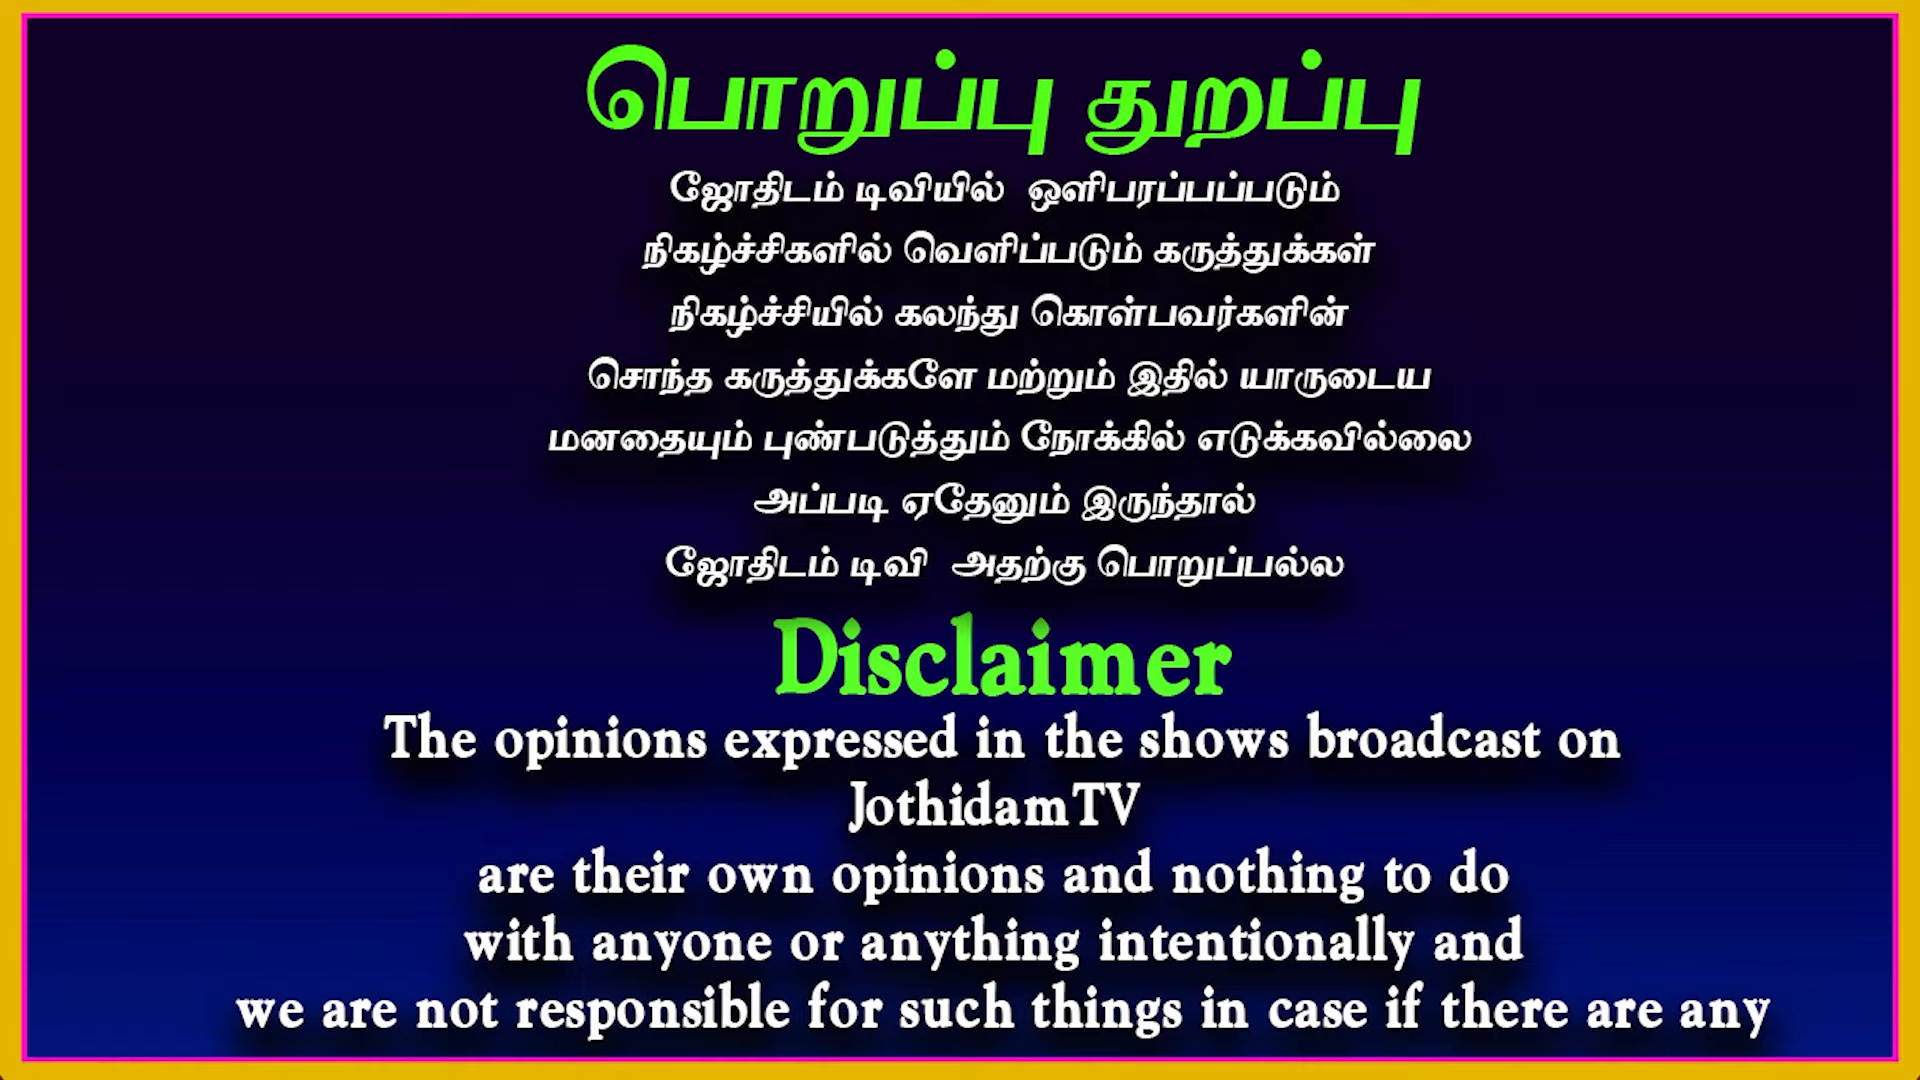 பொறுப்பு துறப்பு
ஜோதிடம் டிவியில் ஒளிபரப்பப்படும்
நிகழ்ச்சிகளில் வெளிப்படும் கருத்துக்கள்
நிகழ்ச்சியில் கலந்து கொள்பவர்களின்
சொந்த கருத்துக்களே மற்றும் இதில் யாருடைய
மனதையும் புண்படுத்தும் நோக்கில் எடுக்கவில்லை
அப்படி ஏதேனும் இருந்தால்
ஜோதிடம் டிவி அதற்கு பொறுப்பல்ல
Disclaimer
The opinions expressed in the shows broadcast on
JothidamTV
are their own opinions and nothing to do
with anyone or anything intentionally and
we are not responsible for such things in case if there are any